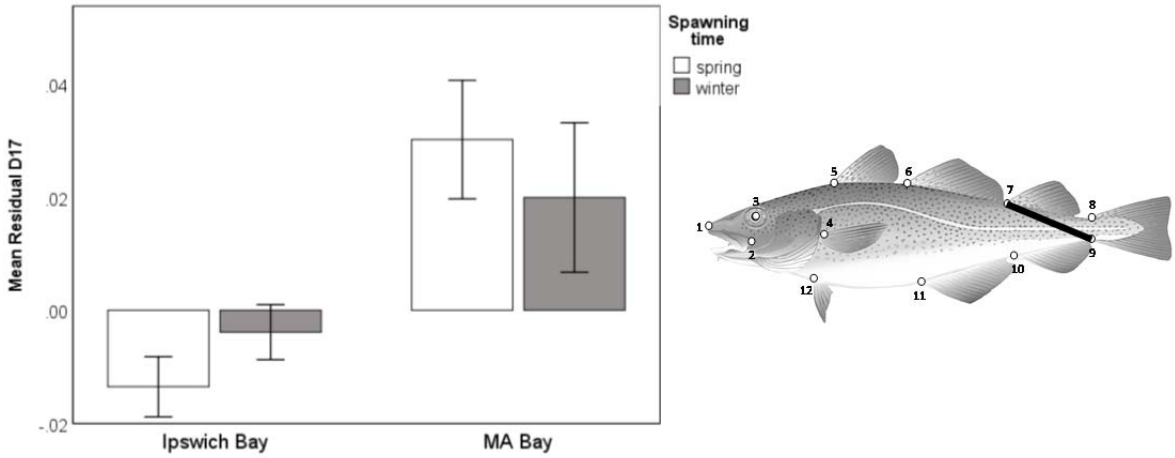 Mean Residual D17
.04
.02
.00
-.02
Ipswich Bay
MA Bay
Spawning
time
spring
winter
1
2
3
4
5
6
7
8
9
10
11
12